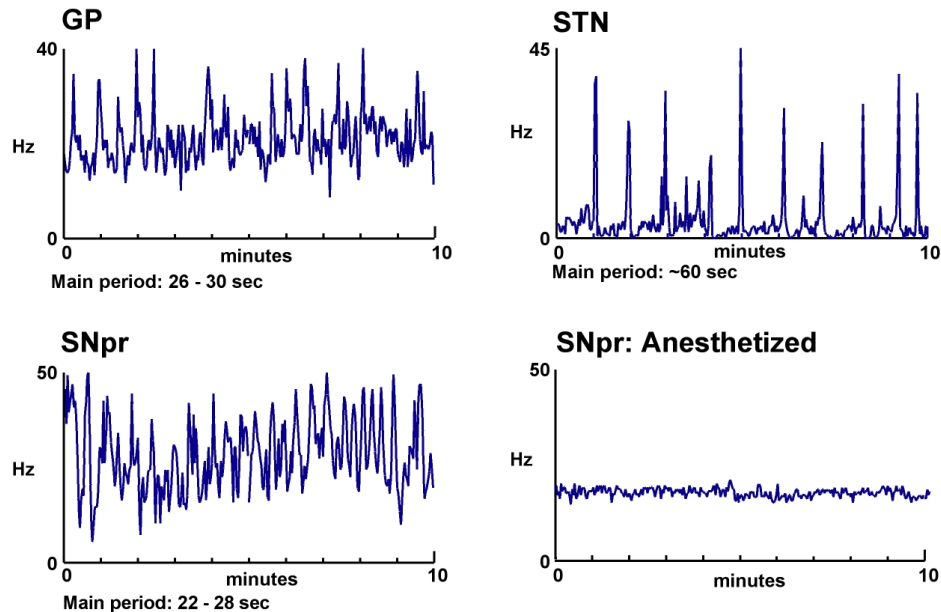 GP
40
Hz
0
0
minutes
10
Main period: 26 - 30 sec
STN
45
Hz
0
0
minutes
10
Main period: ~60 sec
SNpr
50
Hz
0
0
minutes
10
Main period: 22 - 28 sec
SNpr: Anesthetized
50
Hz
0
0
minutes
10